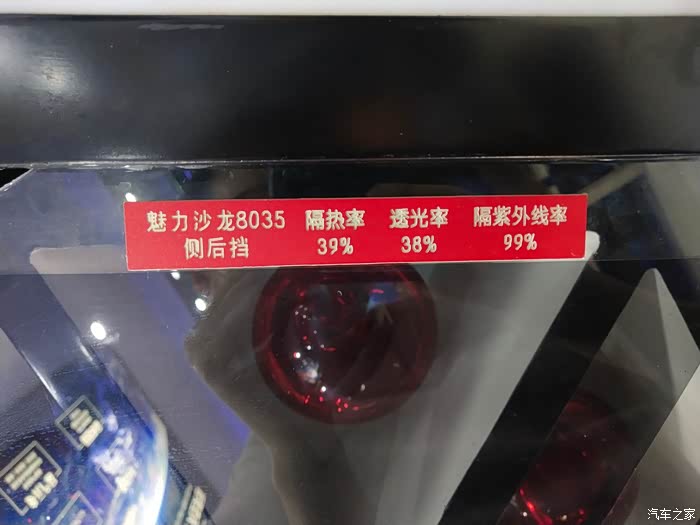 魅力沙龙8035 隔热率 透光率 隔紫外线率
侧后挡 39% 38% 99%
汽车之家